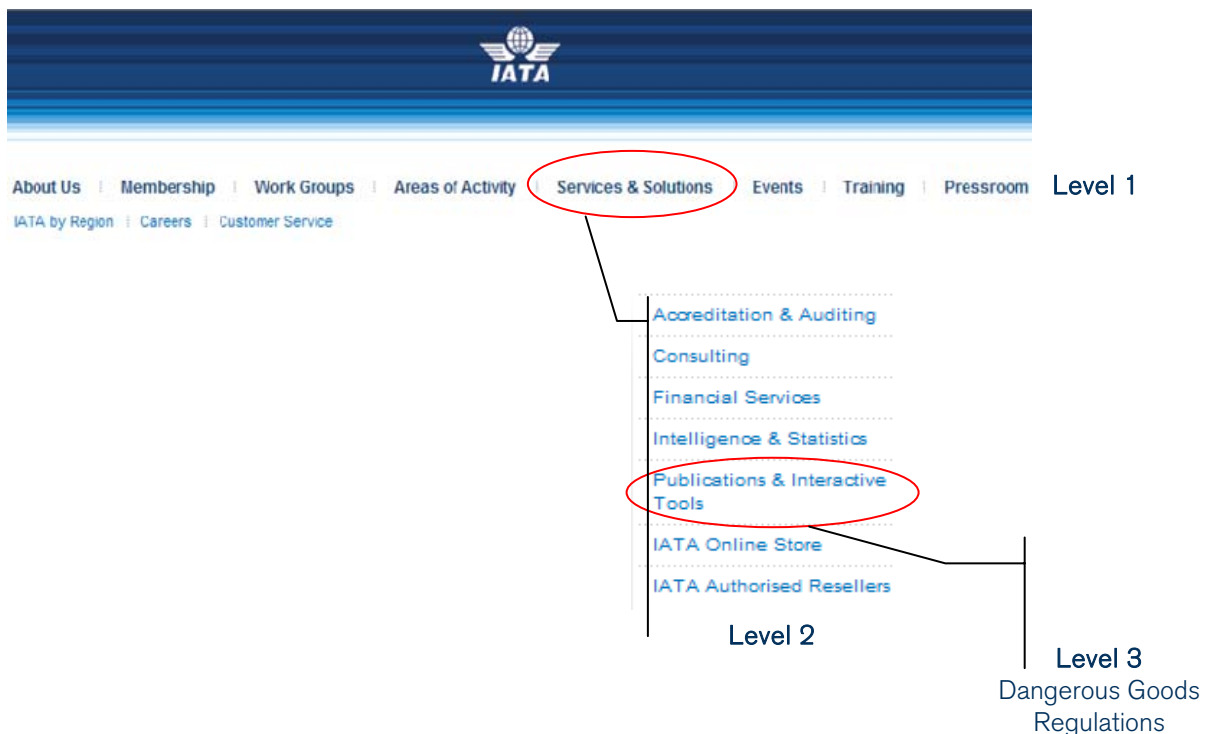 IATA
About Us Membership Work Groups Areas of Activity Services & Solutions Events Training Pressroom Level 1
IATA by Region Careers Customer Service
Accreditation & Auditing
Consulting
Financial Services
Intelligence & Statistics
Publications & Interactive
Tools
IATA Online Store
IATA Authorised Resellers
Level 2
Level 3
Dangerous Goods
Regulations